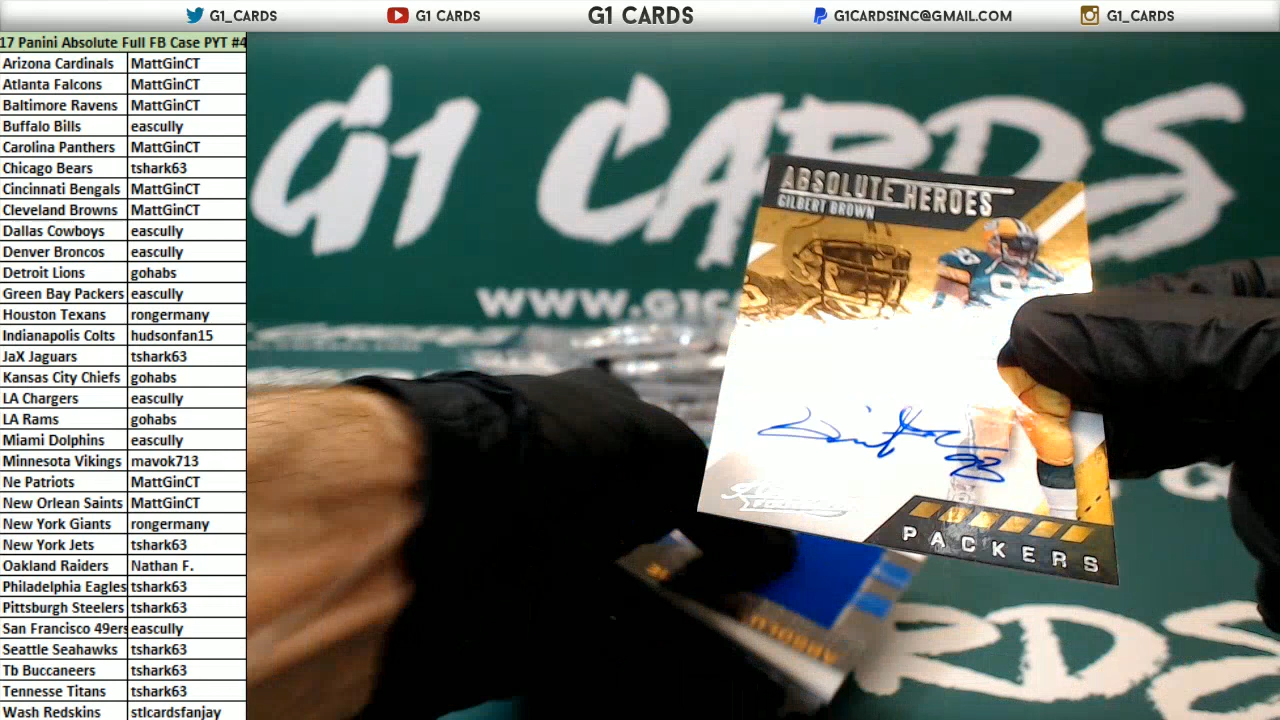 G1_CARDS
G1 CARDS
G1 CARDS
G1CARDSINC@GMAIL.COM
G1_CARDS
17 Panini Absolute Full FB Case PYT #4
Arizona Cardinals MattGinCT
Atlanta Falcons MattGinCT
Baltimore Ravens MattGinCT
Buffalo Bills eascully
Carolina Panthers MattGinCT
Chicago Bears tshark63
Cincinnati Bengals MattGinCT
Cleveland Browns MattGinCT
Dallas Cowboys eascully
Denver Broncos eascully
Detroit Lions gohabs
Green Bay Packers eascully
Houston Texans rongermany
Indianapolis Colts hudsonfan15
JaX Jaguars tshark63
Kansas City Chiefs gohabs
LA Chargers eascully
LA Rams gohabs
Miami Dolphins eascully
Minnesota Vikings mavok713
Ne Patriots MattGinCT
New Orlean Saints MattGinCT
New York Giants rongermany
New York Jets tshark63
Oakland Raiders Nathan F.
Philadelphia Eagles tshark63
Pittsburgh Steelers tshark63
San Francisco 49ers eascully
Seattle Seahawks tshark63
Tb Buccaneers tshark63
Tennesse Titans tshark63
Wash Redskins stlcardsfanjay
G1 CARDS
WWW.G1C
ABSOLUTE HEROES
GILBERT BROWN
PACKERS